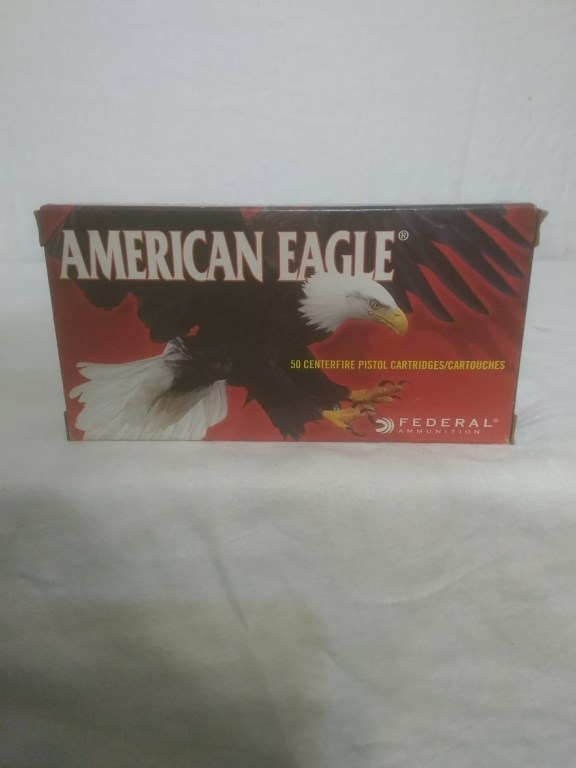 AMERICAN EAGLE®
50 CENTERFIRE PISTOL CARTRIDGES/CARTOUCHES
FEDERAL®
AMMUNITION